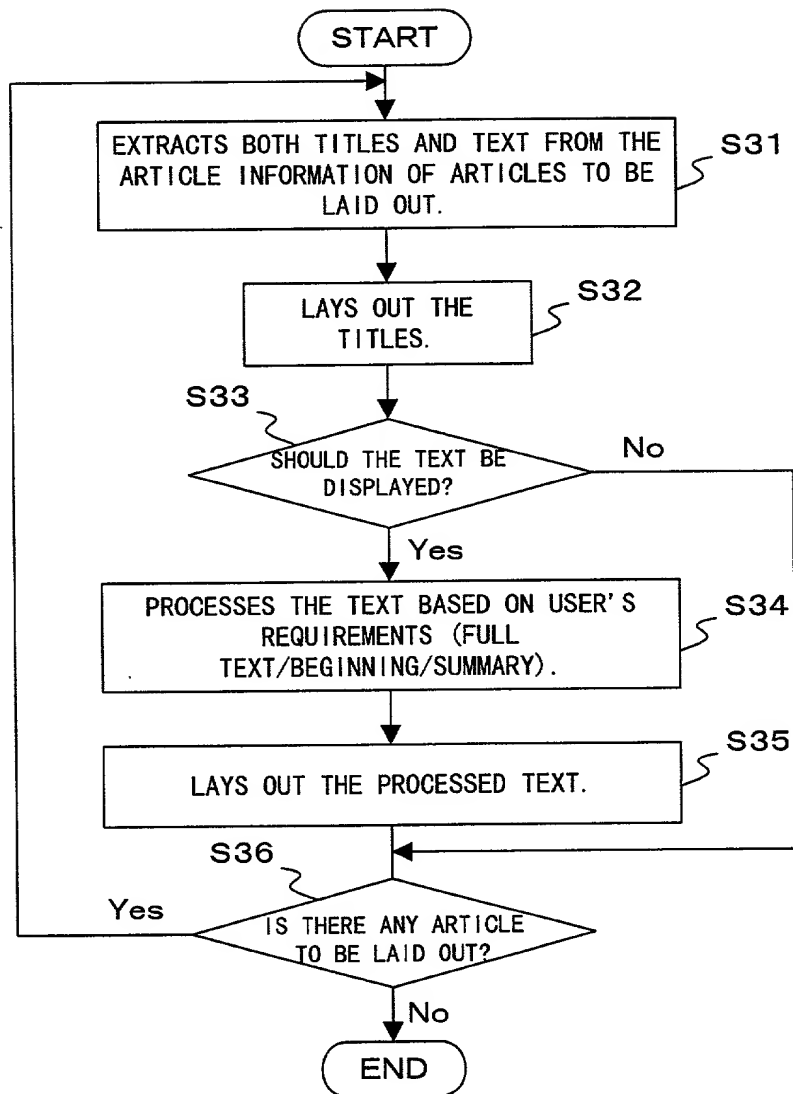 START
EXTRACTS BOTH TITLES AND TEXT FROM THE
ARTICLE INFORMATION OF ARTICLES TO BE
LAID OUT.
S31
LAYS OUT THE
TITLES.
S32
S33
SHOULD THE TEXT BE
DISPLAYED?
No
Yes
PROCESSES THE TEXT BASED ON USER'S
REQUIREMENTS (FULL
TEXT/BEGINNING/SUMMARY).
S34
LAYS OUT THE PROCESSED TEXT.
S35
S36
Yes
IS THERE ANY ARTICLE
TO BE LAID OUT?
No
END